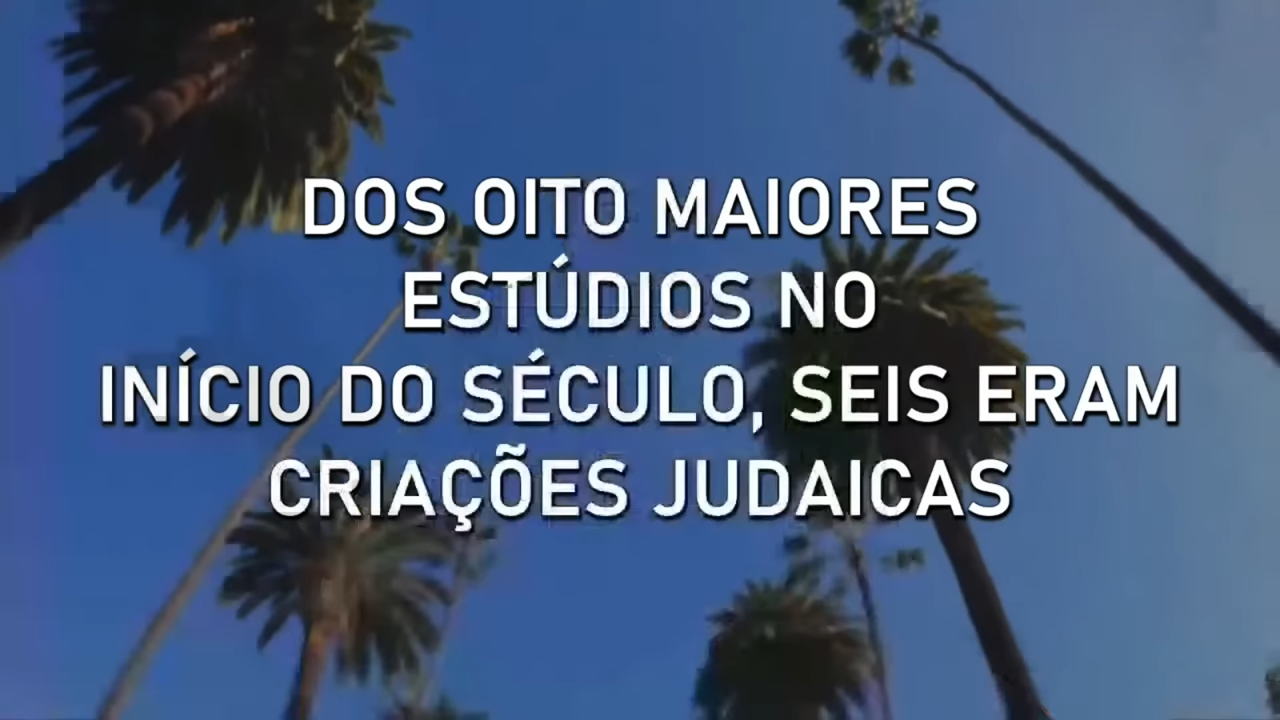 DOS OITO MAIORES
ESTÚDIOS NO
INÍCIO DO SÉCULO, SEIS ERAM
CRIAÇÕES JUDAICAS